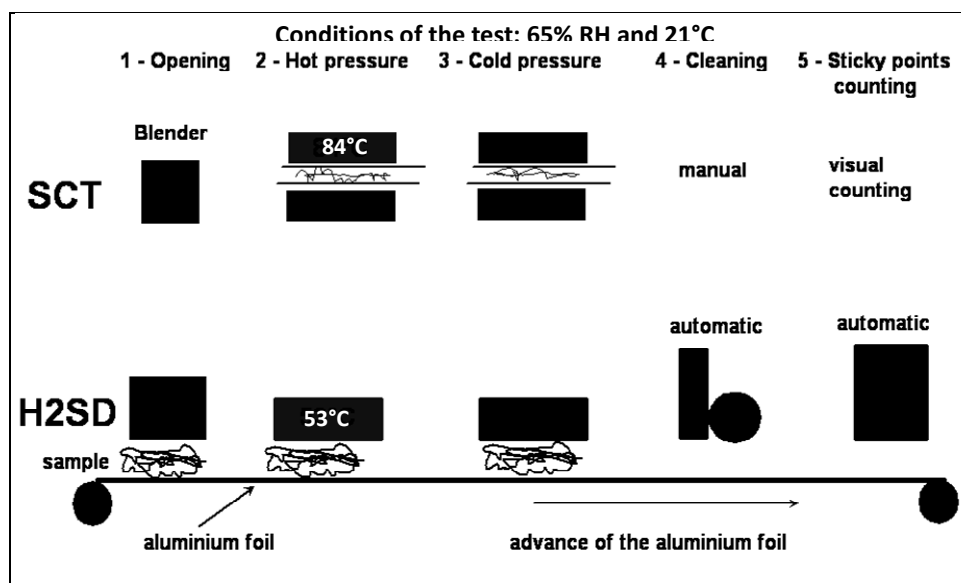 Conditions of the test: 65% RH and 21°C
1 - Opening
2 - Hot pressure
3 - Cold pressure
4 - Cleaning
5 - Sticky points
counting
Blender
84°C
SCT
manual
visual
counting
automatic
automatic
H2SD
53°C
sample
aluminium foil
advance of the aluminium foil